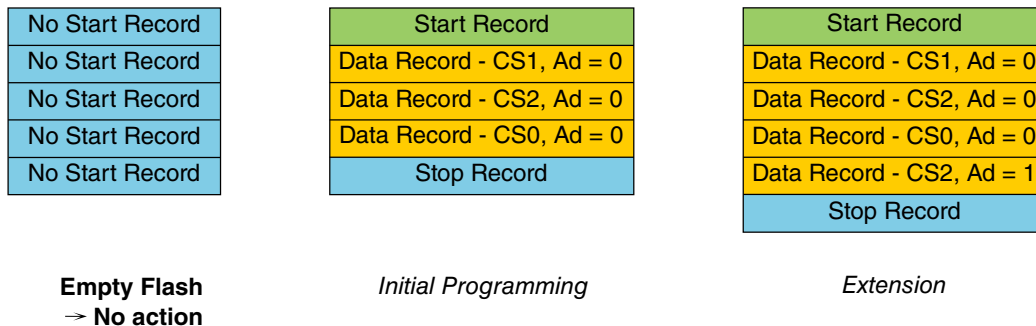 No Start Record
No Start Record
No Start Record
No Start Record
No Start Record
Empty Flash
→ No action
Start Record
Data Record - CS1, Ad = 0
Data Record - CS2, Ad = 0
Data Record - CS0, Ad = 0
Stop Record
Initial Programming
Start Record
Data Record - CS1, Ad = 0
Data Record - CS2, Ad = 0
Data Record - CS0, Ad = 0
Data Record - CS2, Ad = 1
Stop Record
Extension